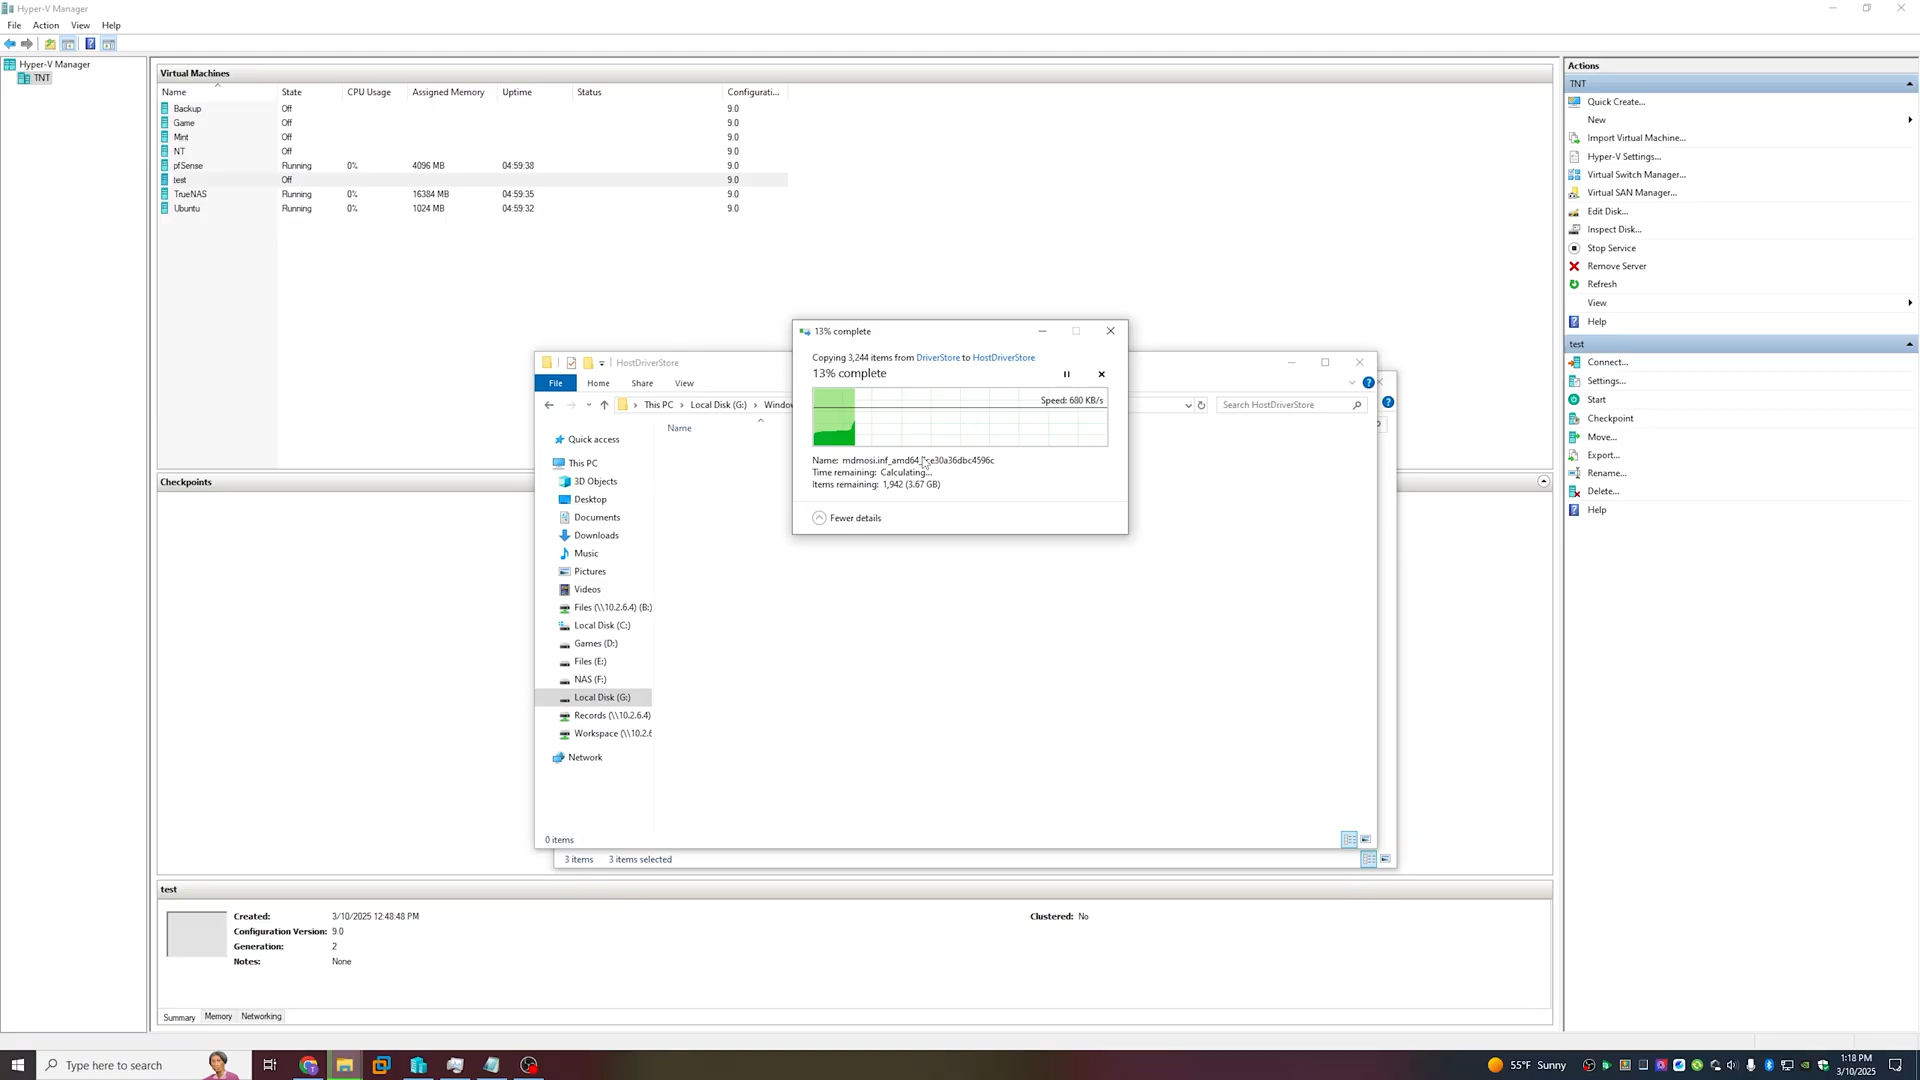 Hyper-V Manager
File Action View Help
Hyper-V Manager
TNT
Virtual Machines
Name State CPU Usage Assigned Memory Uptime Status Configurati...
Backup Off 9.0
Game Off 9.0
Mint Off 9.0
NT Off 9.0
pfSense Running 0% 4096 MB 04:59:38 9.0
test Off 9.0
TrueNAS Running 0% 16384 MB 04:59:35 9.0
Ubuntu Running 0% 1024 MB 04:59:32 9.0
Checkpoints
HostDriverStore
File Home Share View
This PC Local Disk (G:) Window
Search HostDriverStore
Name
Quick access
This PC
3D Objects
Desktop
Documents
Downloads
Music
Pictures
Videos
Files (\\10.2.6.4) (B:)
Local Disk (C:)
Games (D:)
Files (E:)
NAS (F:)
Local Disk (G:)
Records (\\10.2.6.4)
Workspace (\\10.2.6
Network
0 items
3 items 3 items selected
13% complete
Copying 3,244 items from DriverStore to HostDriverStore
13% complete
Speed: 680 KB/s
Name:
Time remaining: Calculating...
Items remaining: 1,942 (3.67 GB)
Fewer details
test
Created: 3/10/2025 12:48:48 PM
Configuration Version: 9.0
Generation: 2
Notes: None
Clustered: No
Summary Memory Networking
Actions
TNT
Quick Create...
New
Import Virtual Machine...
Hyper-V Settings...
Virtual Switch Manager...
Virtual SAN Manager...
Edit Disk...
Inspect Disk...
Stop Service
Remove Server
Refresh
View
Help
test
Connect...
Settings...
Start
Checkpoint
Move...
Export...
Rename...
Delete...
Help
Type here to search
55°F Sunny
1:18 PM
3/10/2025